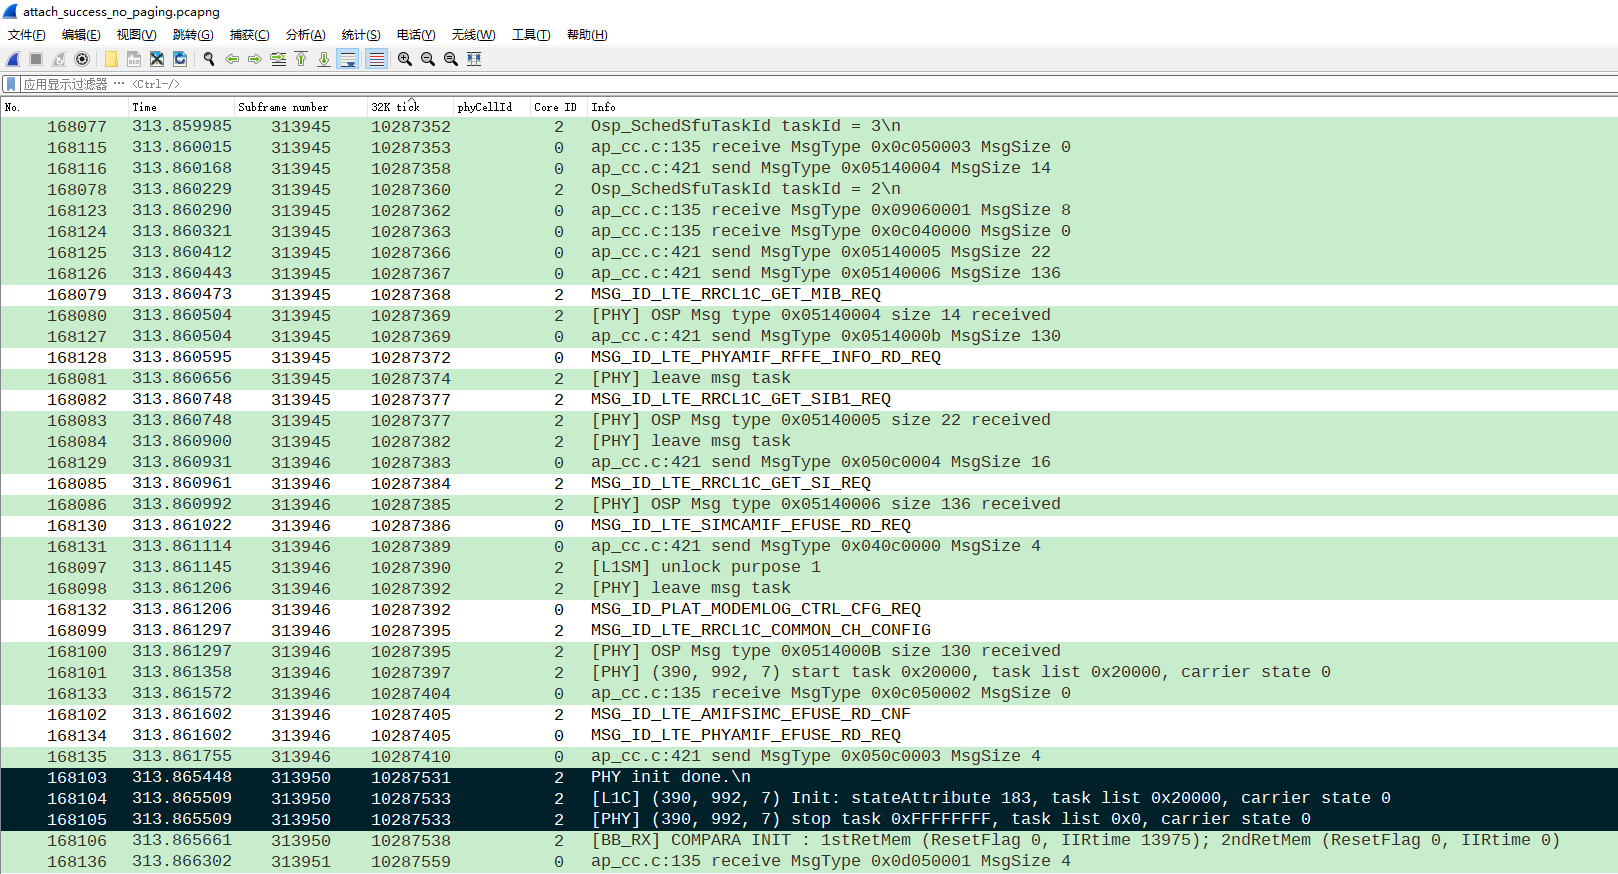 attach_success_no_paging.pcapng
文件(F) 编辑(E) 视图(V) 跳转(G) 捕获(C) 分析(A) 统计(S) 电话(Y) 无线(W) 工具(T) 帮助(H)
应用显示过滤器 … <Ctrl-/>
No. Time Subframe number 32K tick phyCellId Core ID Info
168077 313.859985 313945 10287352 2 Osp_SchedSfuTaskId taskId = 3\n
168115 313.860015 313945 10287353 0 ap_cc.c:135 receive MsgType 0x0c050003 MsgSize 0
168116 313.860168 313945 10287358 0 ap_cc.c:421 send MsgType 0x05140004 MsgSize 14
168078 313.860229 313945 10287360 2 Osp_SchedSfuTaskId taskId = 2\n
168123 313.860290 313945 10287362 0 ap_cc.c:135 receive MsgType 0x09060001 MsgSize 8
168124 313.860321 313945 10287363 0 ap_cc.c:135 receive MsgType 0x0c040000 MsgSize 0
168125 313.860412 313945 10287366 0 ap_cc.c:421 send MsgType 0x05140005 MsgSize 22
168126 313.860443 313945 10287367 0 ap_cc.c:421 send MsgType 0x05140006 MsgSize 136
168079 313.860473 313945 10287368 2 MSG_ID_LTE_RRCL1C_GET_MIB_REQ
168080 313.860504 313945 10287369 2 [PHY] OSP Msg type 0x05140004 size 14 received
168127 313.860504 313945 10287369 0 ap_cc.c:421 send MsgType 0x0514000b MsgSize 130
168128 313.860595 313945 10287372 0 MSG_ID_LTE_PHYAMIF_RFFE_INFO_RD_REQ
168081 313.860656 313945 10287374 2 [PHY] leave msg task
168082 313.860748 313945 10287377 2 MSG_ID_LTE_RRCL1C_GET_SIB1_REQ
168083 313.860748 313945 10287377 2 [PHY] OSP Msg type 0x05140005 size 22 received
168084 313.860900 313945 10287382 2 [PHY] leave msg task
168129 313.860931 313946 10287383 0 ap_cc.c:421 send MsgType 0x050c0004 MsgSize 16
168085 313.860961 313946 10287384 2 MSG_ID_LTE_RRCL1C_GET_SI_REQ
168086 313.860992 313946 10287385 2 [PHY] OSP Msg type 0x05140006 size 136 received
168130 313.861022 313946 10287386 0 MSG_ID_LTE_SIMCAMIF_EFUSE_RD_REQ
168131 313.861114 313946 10287389 0 ap_cc.c:421 send MsgType 0x040c0000 MsgSize 4
168097 313.861145 313946 10287390 2 [L1SM] unlock purpose 1
168098 313.861206 313946 10287392 2 [PHY] leave msg task
168132 313.861206 313946 10287392 0 MSG_ID_PLAT_MODEMLOG_CTRL_CFG_REQ
168099 313.861297 313946 10287395 2 MSG_ID_LTE_RRCL1C_COMMON_CH_CONFIG
168100 313.861297 313946 10287395 2 [PHY] OSP Msg type 0x0514000B size 130 received
168101 313.861358 313946 10287397 2 [PHY] (390, 992, 7) start task 0x20000, task list 0x20000, carrier state 0
168133 313.861572 313946 10287404 0 ap_cc.c:135 receive MsgType 0x0c050002 MsgSize 0
168102 313.861602 313946 10287405 2 MSG_ID_LTE_AMIFSIMC_EFUSE_RD_CNF
168134 313.861602 313946 10287405 0 MSG_ID_LTE_PHYAMIF_EFUSE_RD_REQ
168135 313.861755 313946 10287410 0 ap_cc.c:421 send MsgType 0x050c0003 MsgSize 4
168103 313.865448 313950 10287531 2 PHY init done.\n
168104 313.865509 313950 10287533 2 [L1C] (390, 992, 7) Init: stateAttribute 183, task list 0x20000, carrier state 0
168105 313.865509 313950 10287533 2 [PHY] (390, 992, 7) stop task 0xFFFFFFFF, task list 0x0, carrier state 0
168106 313.865661 313950 10287538 2 [BB_RX] COMPARA INIT : 1stRetMem (ResetFlag 0, IIRtime 13975); 2ndRetMem (ResetFlag 0, IIRtime 0)
168136 313.866302 313951 10287559 0 ap_cc.c:135 receive MsgType 0x0d050001 MsgSize 4